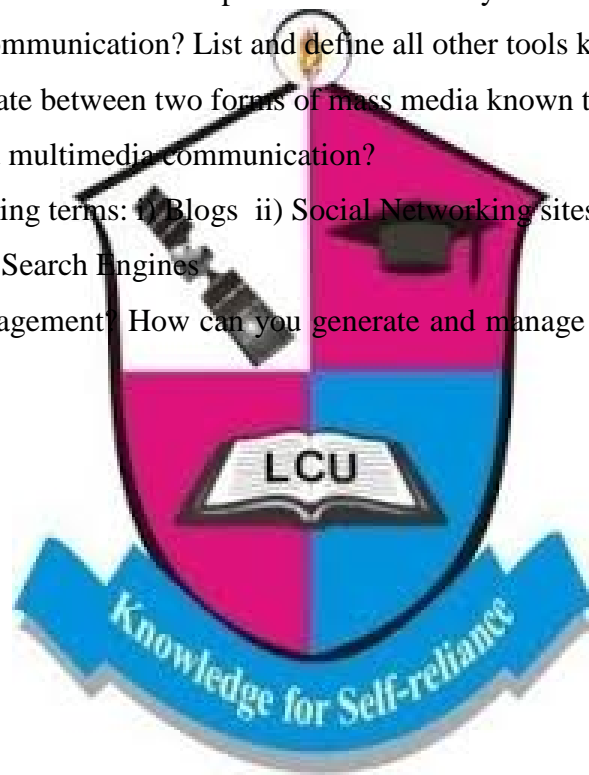 ommunication? List and define all other tools k
ate between two forms of mass media known t
multimedia communication?
ing terms: i) Blogs ii) Social Networking sites
Search Engines
agement? How can you generate and manage
LCU
Knowledge for Self-reliance